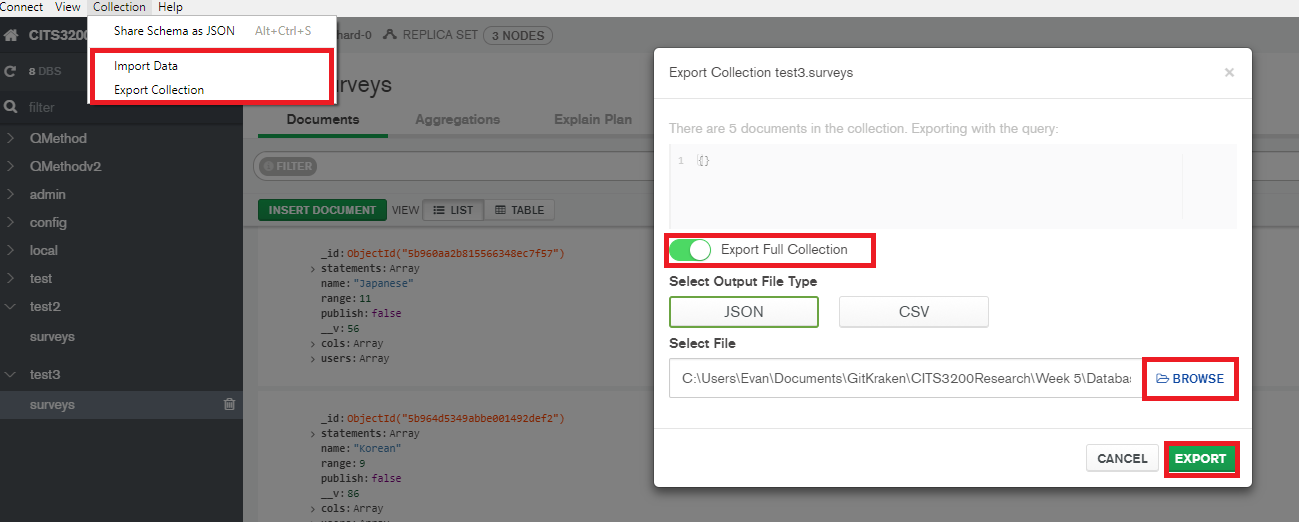 Connect View Collection Help
Share Schema as JSON Alt+Ctrl+S
Import Data
Export Collection
CITS3200
8 DBS
filter
QMethod
QMethodv2
admin
config
local
test
test2
surveys
test3
surveys
hard-0 REPLICA SET 3 NODES
urveys
Documents Aggregations Explain Plan
FILTER
INSERT DOCUMENT VIEW LIST TABLE
_id: ObjectId("5b960aa2b815566348ec7f57")
statements: Array
name: "Japanese"
range: 11
publish: false
__v: 56
cols: Array
users: Array
_id: ObjectId("5b964d5349abbe001492def2")
statements: Array
name: "Korean"
range: 9
publish: false
__v: 86
cols: Array
users: Array
Export Collection test3.surveys ×
There are 5 documents in the collection. Exporting with the query:
1 {}
Export Full Collection
Select Output File Type
JSON CSV
Select File
C:\Users\Evan\Documents\GitKraken\CITS3200Research\Week 5\Databas BROWSE
CANCEL EXPORT